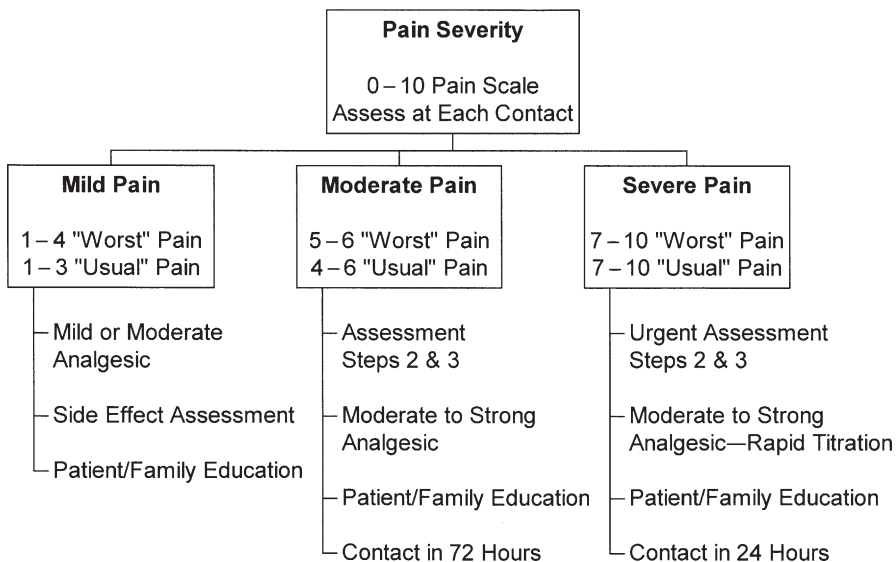 Pain Severity
0–10 Pain Scale
Assess at Each Contact
Mild Pain
1–4 "Worst" Pain
1–3 "Usual" Pain
Mild or Moderate
Analgesic
Side Effect Assessment
Patient/Family Education
Moderate Pain
5–6 "Worst" Pain
4–6 "Usual" Pain
Assessment
Steps 2 & 3
Moderate to Strong
Analgesic
Patient/Family Education
Contact in 72 Hours
Severe Pain
7–10 "Worst" Pain
7–10 "Usual" Pain
Urgent Assessment
Steps 2 & 3
Moderate to Strong
Analgesic—Rapid Titration
Patient/Family Education
Contact in 24 Hours